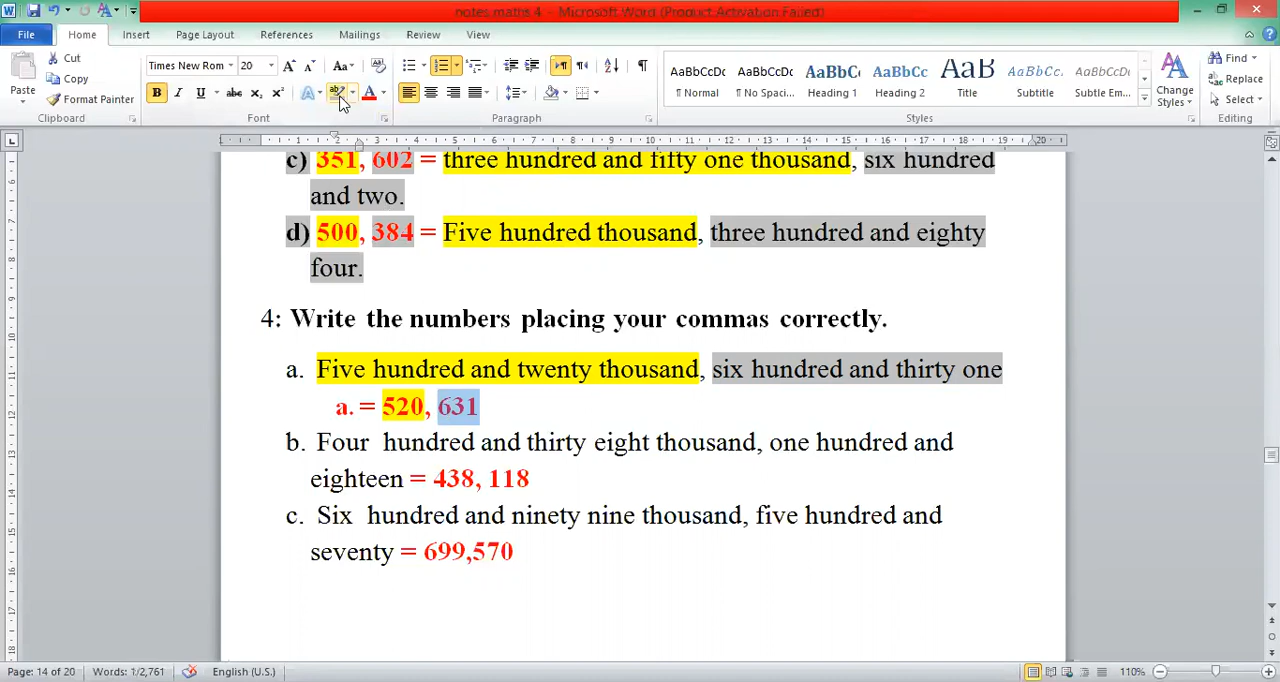 notes maths 4 - Microsoft Word (Product Activation Failed)
File Home Insert Page Layout References Mailings Review View
Paste Cut Copy Format Painter Clipboard
Times New Rom 20 Aa Font
Paragraph
AaBbCcDc AaBbCcDc AaBbC AaBbCc AaB AaBbCc. AaBbCcDc
¶ Normal ¶ No Spaci... Heading 1 Heading 2 Title Subtitle Subtle Em...
Styles
Change Styles
Find Replace Select Editing
c) 351, 602 = three hundred and fifty one thousand, six hundred
and two.
d) 500, 384 = Five hundred thousand, three hundred and eighty
four.
4: Write the numbers placing your commas correctly.
a. Five hundred and twenty thousand, six hundred and thirty one
a. = 520, 631
b. Four hundred and thirty eight thousand, one hundred and
eighteen = 438, 118
c. Six hundred and ninety nine thousand, five hundred and
seventy = 699,570
Page: 14 of 20 Words: 1/2,761 English (U.S.) 110%